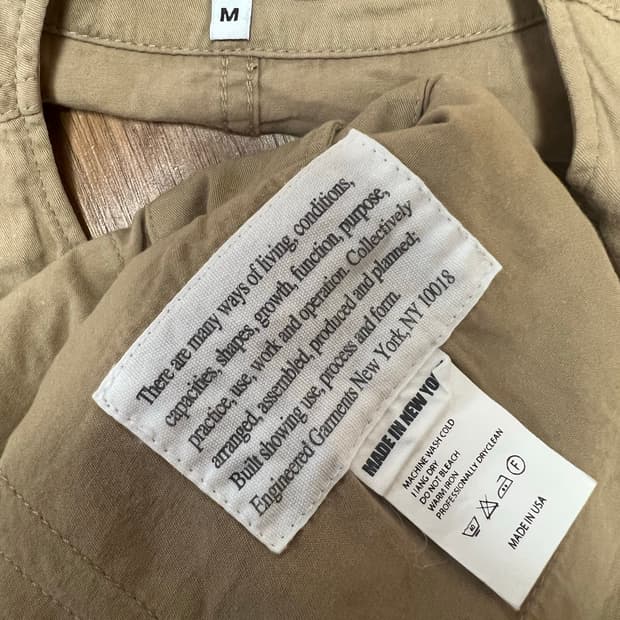 M
There are many ways of living, conditions,
capacities, shapes, growth, function, purpose,
practice, use, work and operation. Collectively
arranged, assembled, produced and planned;
Built showing use, process and form.
Engineered Garments New York, NY 10018
MADE IN NEW YO
MACHINE WASH COLD
HANG DRY
DO NOT BLEACH
WARM IRON
PROFESSIONALLY DRY CLEAN
F
MADE IN USA